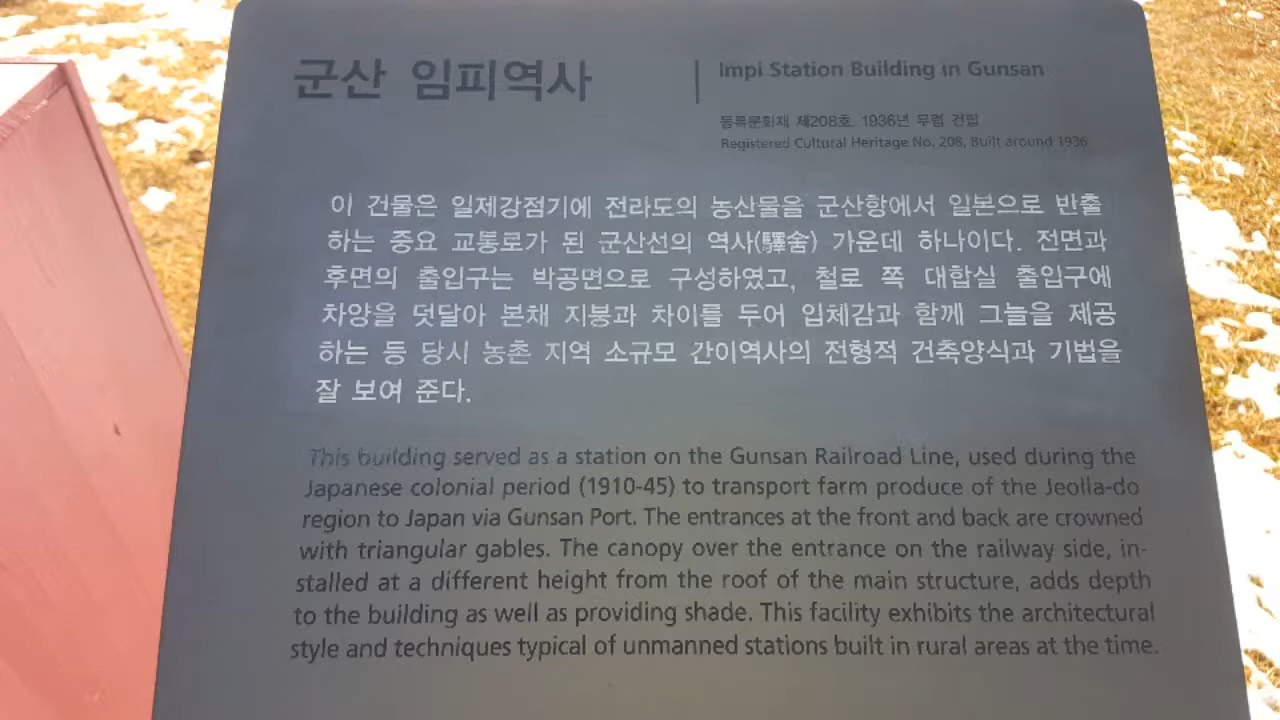 군산 임피역사
Impi Station Building in Gunsan
등록문화재 제208호, 1936년 무렵 건립
Registered Cultural Heritage No. 208, Built around 1936
이 건물은 일제강점기에 전라도의 농산물을 군산항에서 일본으로 반출
하는 중요 교통로가 된 군산선의 역사(驛舍) 가운데 하나이다. 전면과
후면의 출입구는 박공면으로 구성하였고, 철로 쪽 대합실 출입구에
차양을 덧달아 본채 지붕과 차이를 두어 입체감과 함께 그늘을 제공
하는 등 당시 농촌 지역 소규모 간이역사의 전형적 건축양식과 기법을
잘 보여 준다.
This building served as a station on the Gunsan Railroad Line, used during the
Japanese colonial period (1910-45) to transport farm produce of the Jeolla-do
region to Japan via Gunsan Port. The entrances at the front and back are crowned
with triangular gables. The canopy over the entrance on the railway side, in-
stalled at a different height from the roof of the main structure, adds depth
to the building as well as providing shade. This facility exhibits the architectural
style and techniques typical of unmanned stations built in rural areas at the time.